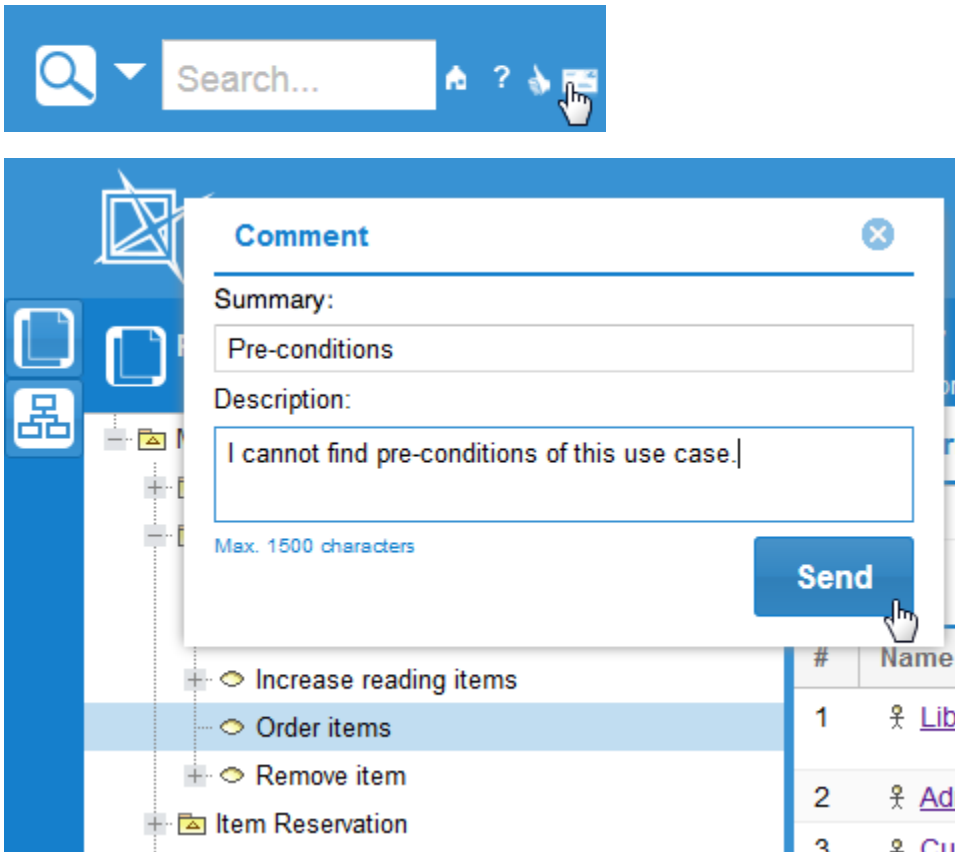 Search...
?
Comment
Summary:
Pre-conditions
Description:
I cannot find pre-conditions of this use case.
Max. 1500 characters
Send
# Name
Increase reading items
1
Order items
Remove item
2
Item Reservation
3